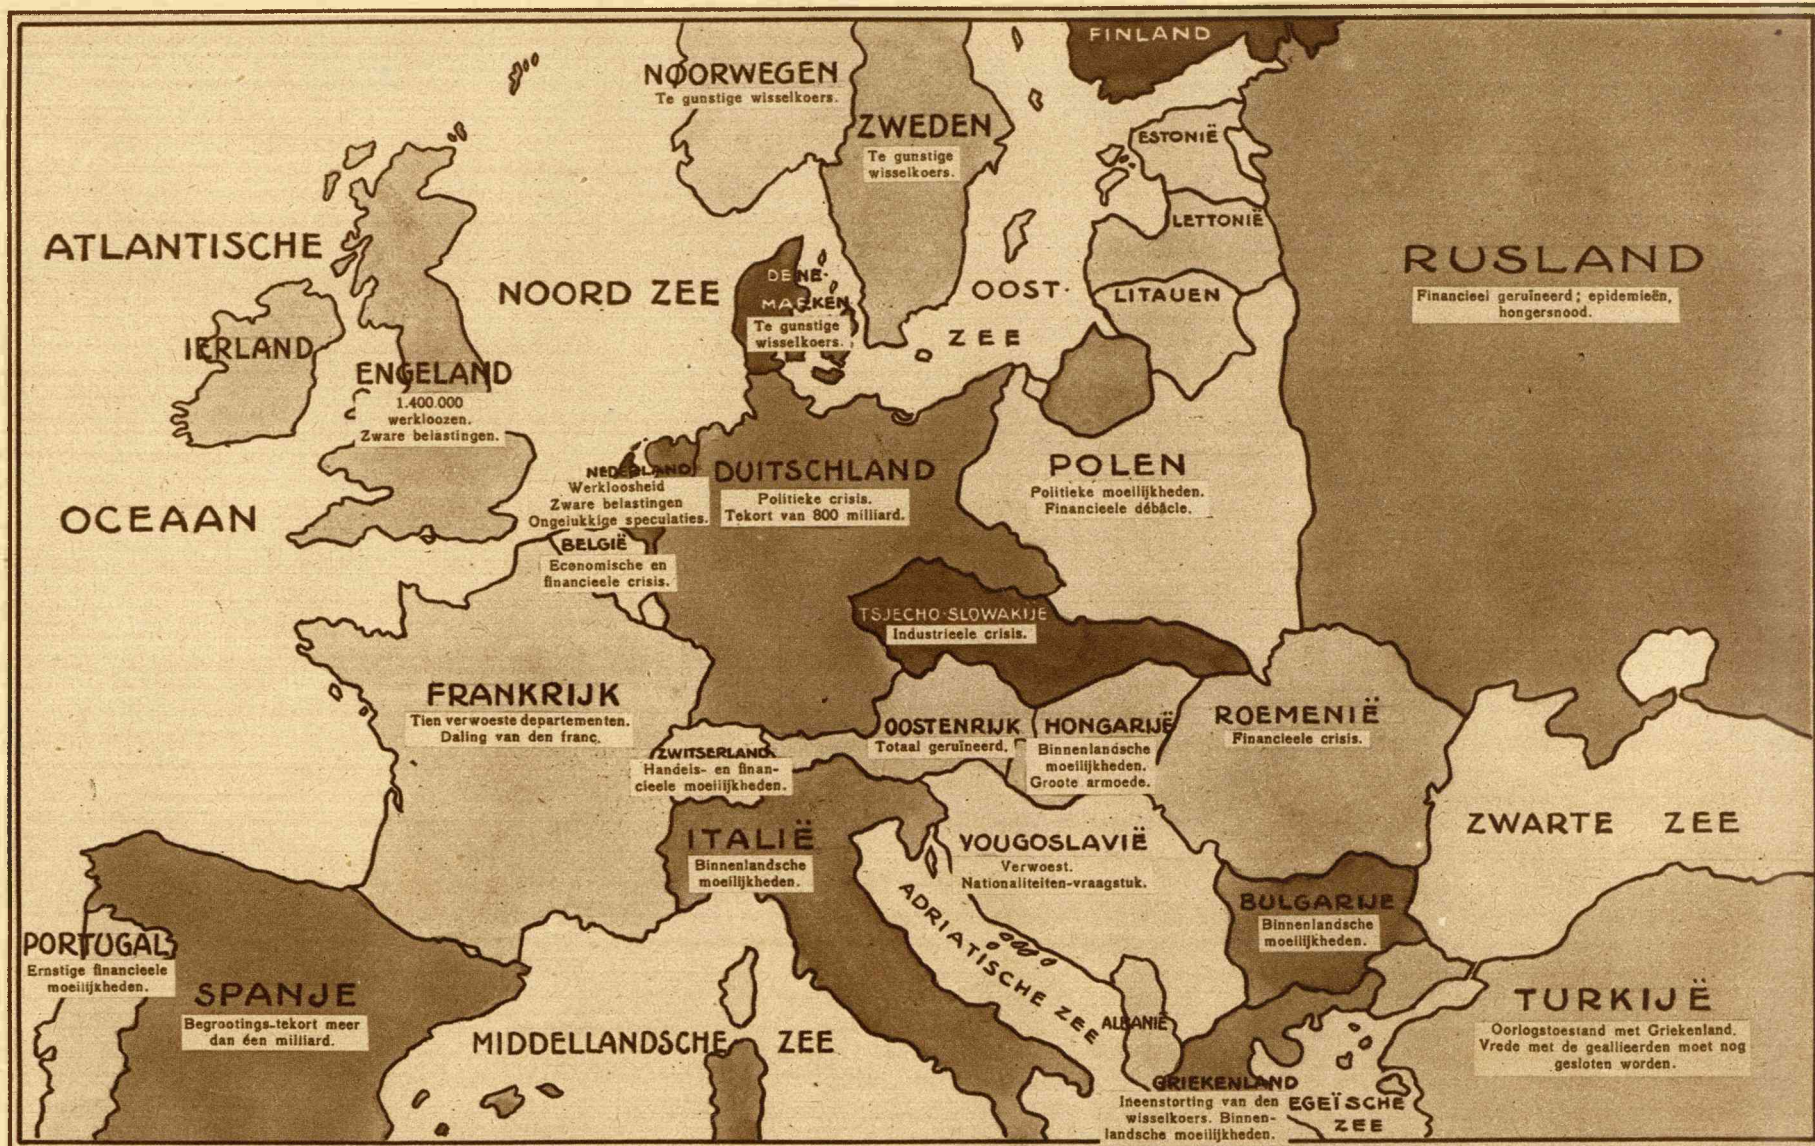 FINLAND
NOORWEGEN
Te gunstige wisselkoers.
ZWEDEN
Te gunstige
wisselkoers.
ESTONIË
LETTONIË
LITAUEN
ATLANTISCHE
OCEAAN
NOORD ZEE
DENE-
MARKEN
Te gunstige
wisselkoers.
OOST-
ZEE
RUSLAND
Financieel geruïneerd; epidemieën,
hongersnood.
IERLAND
ENGELAND
1.400.000
werkloozen.
Zware belastingen.
NEDERLAND
Werkloosheid
Zware belastingen
Ongelukkige speculaties.
DUITSCHLAND
Politieke crisis.
Tekort van 800 milliard.
POLEN
Politieke moeilijkheden.
Financieele débâcle.
BELGIË
Economische en
financieele crisis.
TSJECHO-SLOWAKIJE
Industrieele crisis.
FRANKRIJK
Tien verwoeste departementen.
Daling van den franc.
ZWITSERLAND
Handels- en finan-
cieele moeilijkheden.
OOSTENRIJK
Totaal geruïneerd.
HONGARIJË
Binnenlandsche
moeilijkheden.
Groote armoede.
ROEMENIË
Financieele crisis.
ZWARTE ZEE
ITALIË
Binnenlandsche
moeilijkheden.
YOUGOSLAVIË
Verwoest.
Nationaliteiten-vraagstuk.
ADRIATISCHE ZEE
BULGARIJE
Binnenlandsche
moeilijkheden.
PORTUGAL
Ernstige financieele
moeilijkheden.
SPANJE
Begrootings-tekort meer
dan éen milliard.
MIDDELLANDSCHE ZEE
ALBANIË
TURKIJË
Oorlogstoestand met Griekenland.
Vrede met de geallieerden moet nog
gesloten worden.
GRIEKENLAND
Ineenstorting van den
wisselkoers. Binnen-
landsche moeilijkheden.
EGEÏSCHE
ZEE